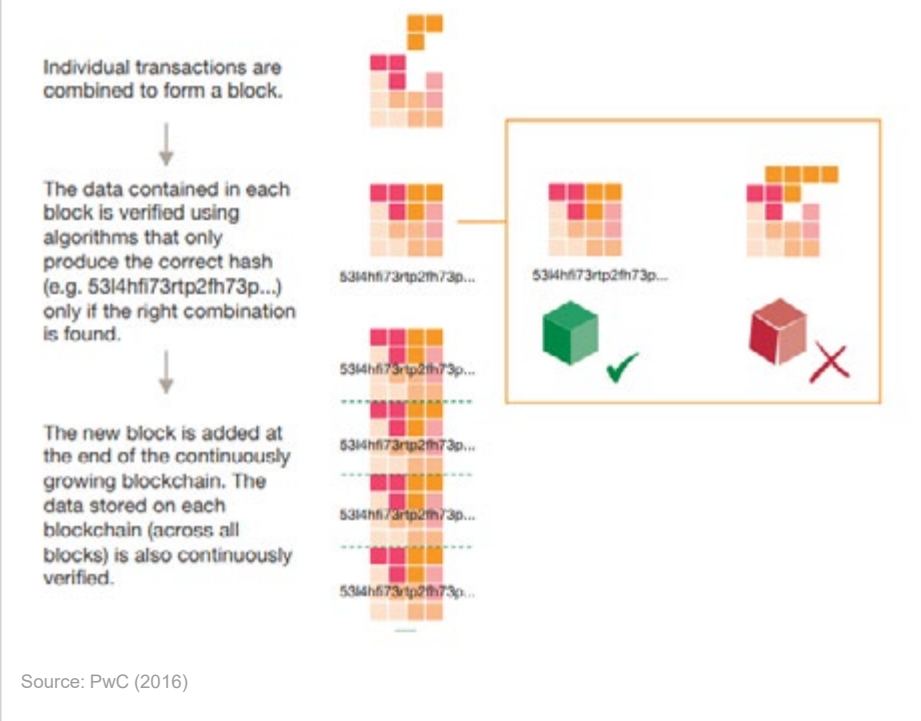 Individual transactions are
combined to form a block.
The data contained in each
block is verified using
algorithms that only
produce the correct hash
(e.g. 53l4hfi73rtp2fh73p...)
only if the right combination
is found.
53l4hfi73rtp2fh73p...
53l4hfi73rtp2fh73p...
53l4hfi73rtp2fh73p...
53l4hfi73rtp2fh73p...
53l4hfi73rtp2fh73p...
53l4hfi73rtp2fh73p...
The new block is added at
the end of the continuously
growing blockchain. The
data stored on each
blockchain (across all
blocks) is also continuously
verified.
Source: PwC (2016)